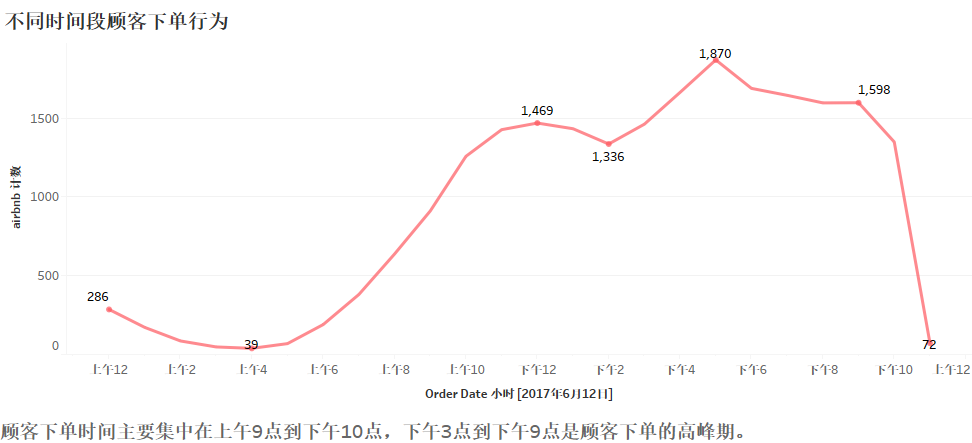 不同时间段顾客下单行为
1,870
1,598
1500
1,469
1,336
airbnb 计数
1000
500
286
0
39
72
上午12 上午2 上午4 上午6 上午8 上午10 下午12 下午2 下午4 下午6 下午8 下午10 上午12
Order Date 小时 [2017年6月12日]
顾客下单时间主要集中在上午9点到下午10点，下午3点到下午9点是顾客下单的高峰期。